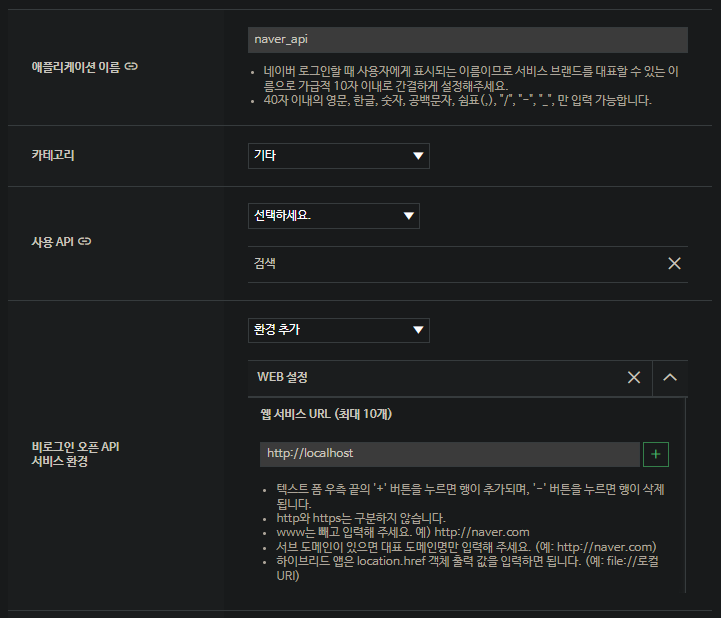 애플리케이션 이름
naver_api
네이버 로그인할 때 사용자에게 표시되는 이름이므로 서비스 브랜드를 대표할 수 있는 이
름으로 가급적 10자 이내로 간결하게 설정해주세요.
40자 이내의 영문, 한글, 숫자, 공백문자, 쉼표(,), "/", "-", "_", 만 입력 가능합니다.
카테고리
기타
사용 API
선택하세요.
검색
비로그인 오픈 API
서비스 환경
환경 추가
WEB 설정
웹 서비스 URL (최대 10개)
http://localhost
텍스트 폼 우측 끝의 '+' 버튼을 누르면 행이 추가되며, '-' 버튼을 누르면 행이 삭제
됩니다.
http와 https는 구분하지 않습니다.
www는 빼고 입력해 주세요. 예) http://naver.com
서브 도메인이 있으면 대표 도메인명만 입력해 주세요. (예: http://naver.com)
하이브리드 앱은 location.href 객체 출력 값을 입력하면 됩니다. (예: file://로컬
URI)